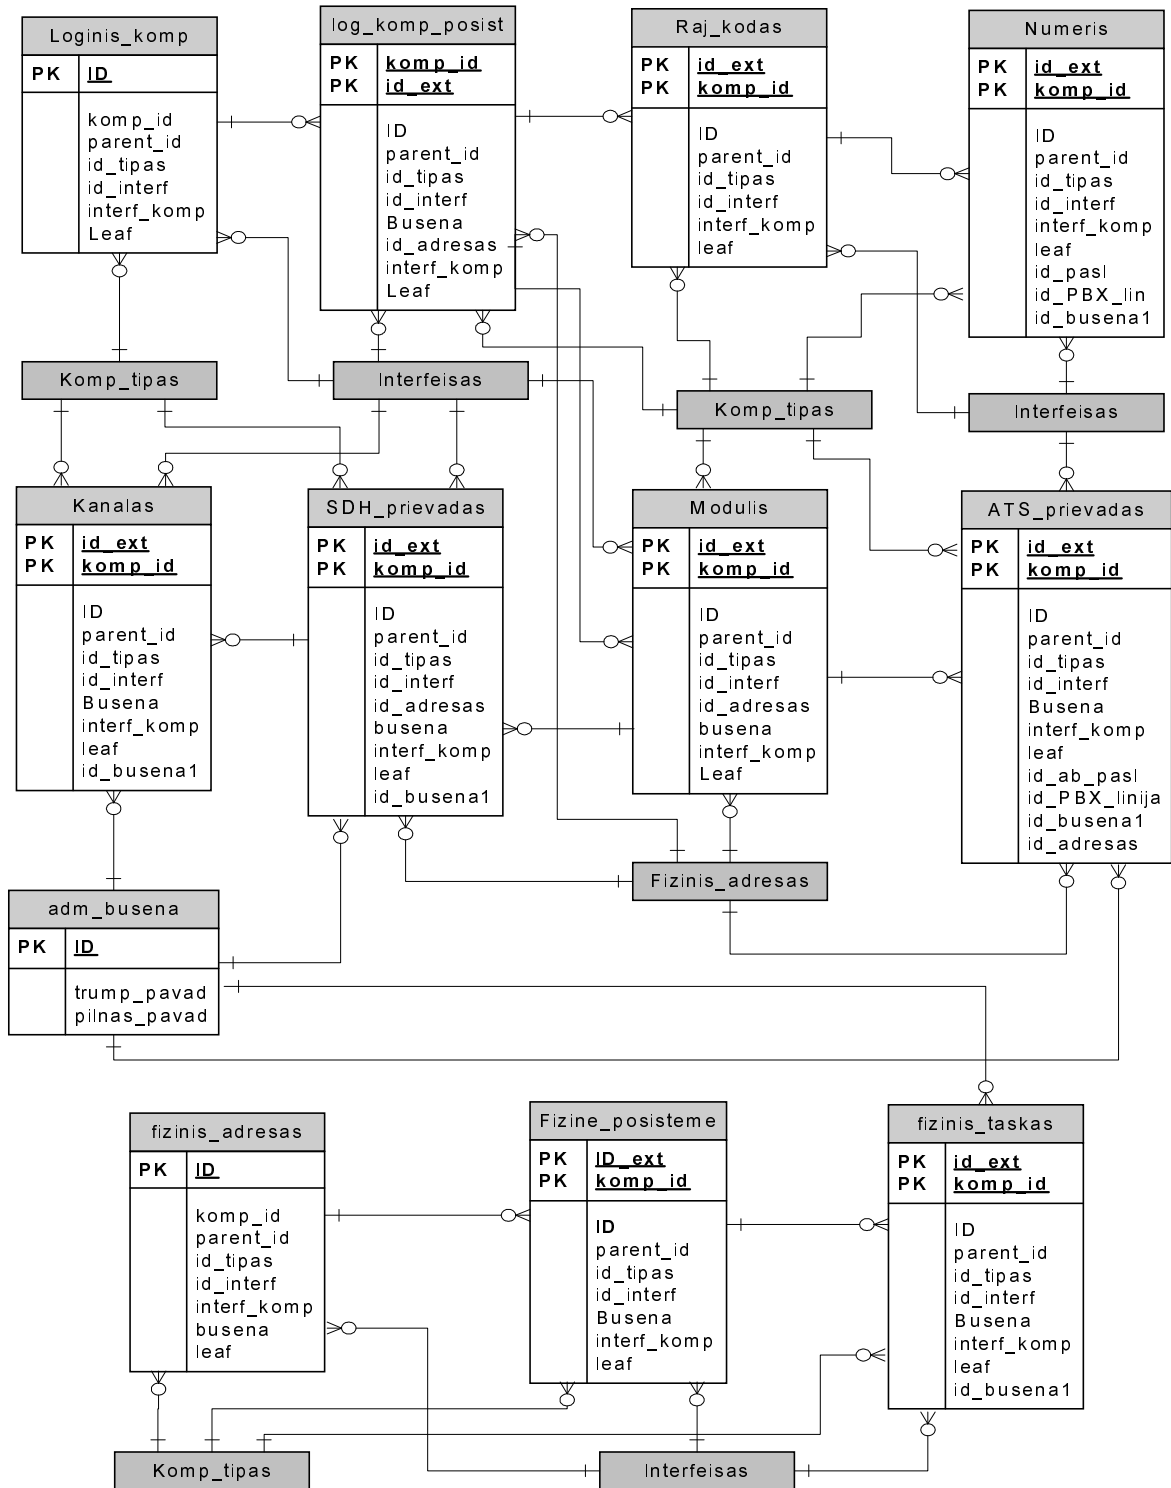 Loginis_komp
PK ID
komp_id
parent_id
id_tipas
id_interf
interf_komp
Leaf
log_komp_posist
PK komp_id
PK id_ext
ID
parent_id
id_tipas
id_interf
Busena
id_adresas
interf_komp
Leaf
Raj_kodas
PK id_ext
PK komp_id
ID
parent_id
id_tipas
id_interf
interf_komp
leaf
Numeris
PK id_ext
PK komp_id
ID
parent_id
id_tipas
id_interf
interf_komp
leaf
id_pasl
id_PBX_lin
id_busena1
Komp_tipas
Interfeisas
Komp_tipas
Interfeisas
Kanalas
PK id_ext
PK komp_id
ID
parent_id
id_tipas
id_interf
Busena
interf_komp
leaf
id_busena1
SDH_prievadas
PK id_ext
PK komp_id
ID
parent_id
id_tipas
id_interf
id_adresas
busena
interf_komp
leaf
id_busena1
Modulis
PK id_ext
PK komp_id
ID
parent_id
id_tipas
id_interf
id_adresas
busena
interf_komp
Leaf
ATS_prievadas
PK id_ext
PK komp_id
ID
parent_id
id_tipas
id_interf
Busena
interf_komp
leaf
id_ab_pasl
id_PBX_linija
id_busena1
id_adresas
Fizinis_adresas
adm_busena
PK ID
trump_pavad
pilnas_pavad
fizinis_adresas
PK ID
komp_id
parent_id
id_tipas
id_interf
interf_komp
busena
leaf
Fizine_posisteme
PK ID_ext
PK komp_id
ID
parent_id
id_tipas
id_interf
Busena
interf_komp
leaf
fizinis_taskas
PK id_ext
PK komp_id
ID
parent_id
id_tipas
id_interf
Busena
interf_komp
leaf
id_busena1
Komp_tipas
Interfeisas